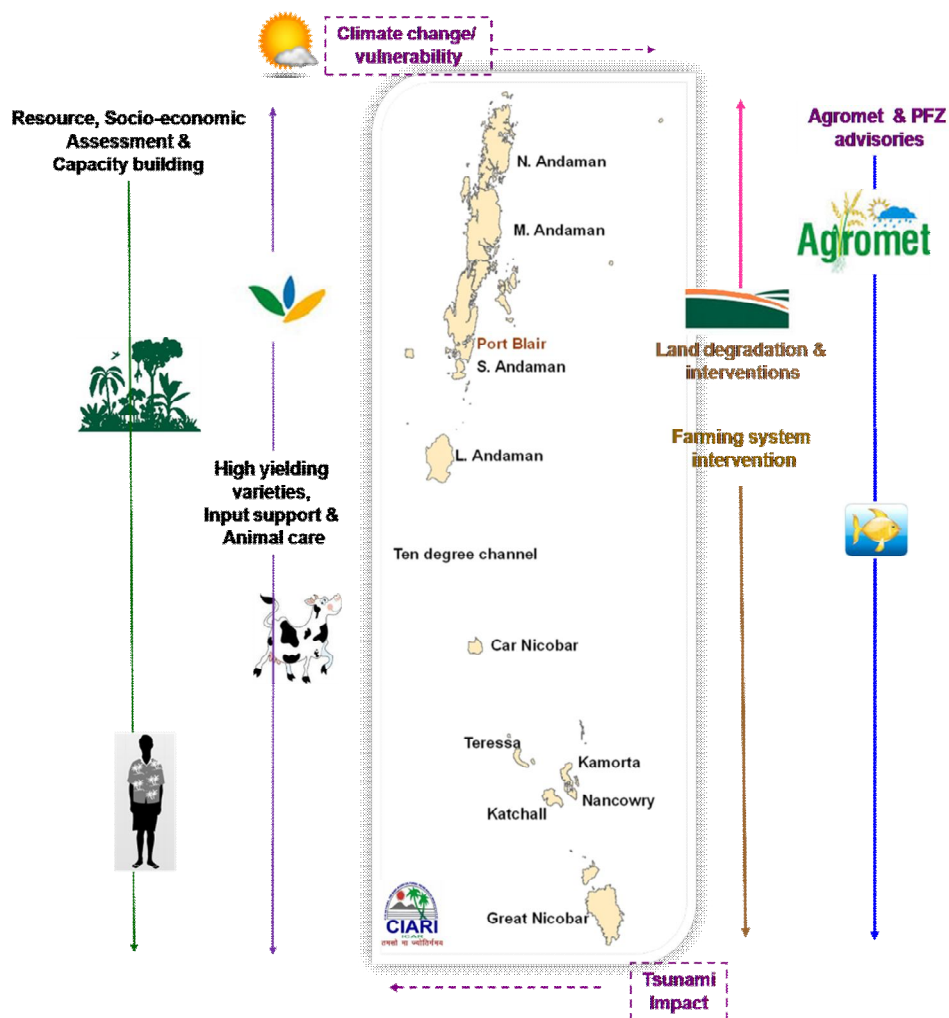 Climate change/
vulnerability
Resource, Socio-economic
Assessment &
Capacity building
Agromet & PFZ
advisories
Agromet
N. Andaman
M. Andaman
Port Blair
S. Andaman
Land degradation &
interventions
L. Andaman
Farming system
intervention
High yielding
varieties,
Input support &
Animal care
Ten degree channel
Car Nicobar
Teressa
Kamorta
Nancowry
Katchall
Great Nicobar
CIARI
ICAR
तमसो मा ज्योतिर्गमय
Tsunami
Impact